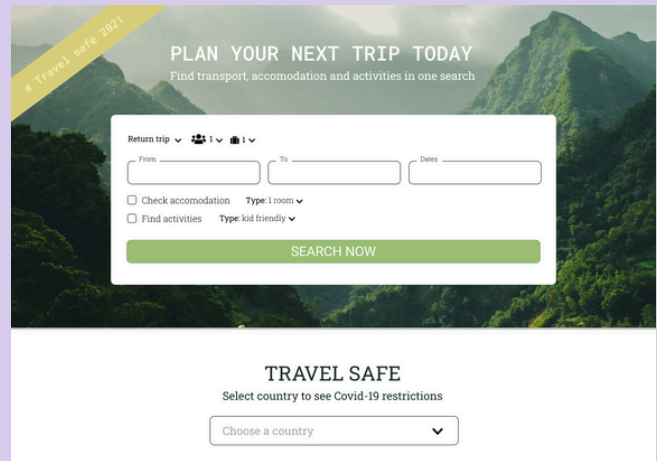 # Travel safe 2021
PLAN YOUR NEXT TRIP TODAY
Find transport, accomodation and activities in one search
Return trip 1 1
From To Dates
Check accomodation Type: 1 room
Find activities Type: kid friendly
SEARCH NOW
TRAVEL SAFE
Select country to see Covid-19 restrictions
Choose a country